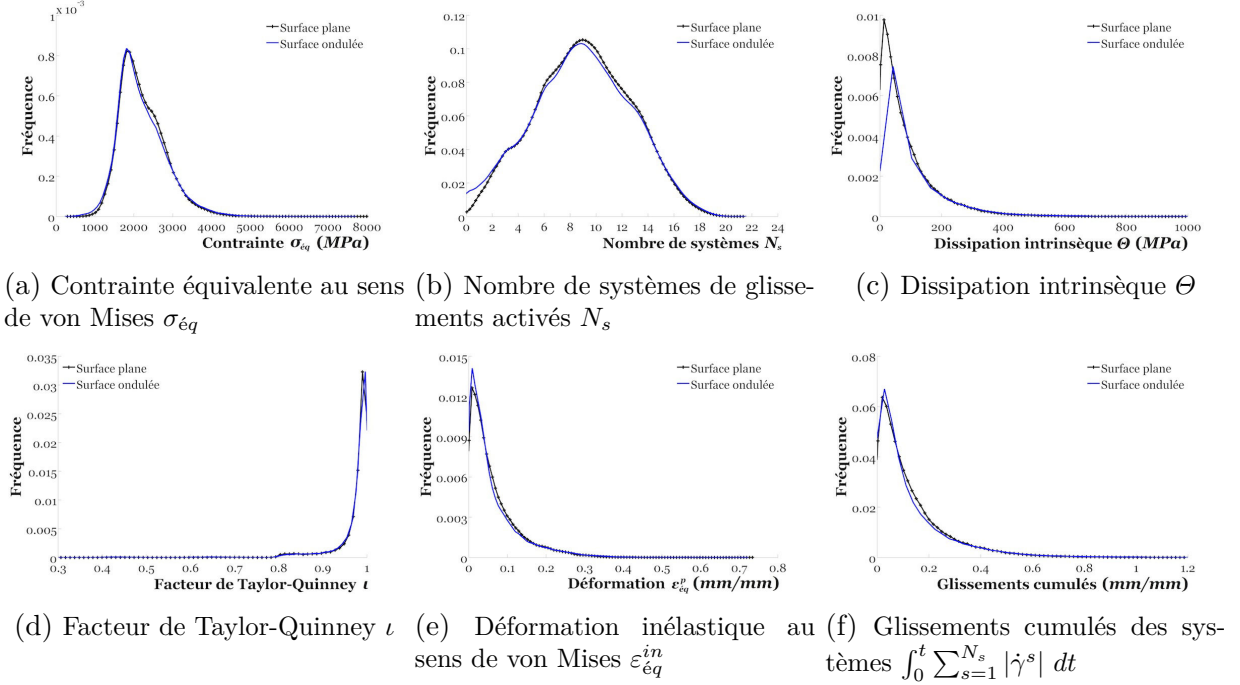 1 x 10⁻³
Surface plane
Surface ondulée
Fréquence
0.8
0.6
0.4
0.2
0
0 1000 2000 3000 4000 5000 6000 7000 8000
Contrainte σéq (MPa)
0.12
Surface plane
Surface ondulée
0.1
0.08
Fréquence
0.06
0.04
0.02
0
0 2 4 6 8 10 12 14 16 18 20 22 24
Nombre de systèmes Ns
0.01
Surface plane
Surface ondulée
0.008
Fréquence
0.006
0.004
0.002
0
0 200 400 600 800 1000
Dissipation intrinsèque Θ (MPa)
(a) Contrainte équivalente au sens
de von Mises σéq
(b) Nombre de systèmes de glisse-
ments activés Ns
(c) Dissipation intrinsèque Θ
0.035
Surface plane
Surface ondulée
0.03
0.025
Fréquence
0.02
0.015
0.01
0.005
0
0.3 0.4 0.5 0.6 0.7 0.8 0.9 1
Facteur de Taylor-Quinney ι
0.015
Surface plane
Surface ondulée
0.012
Fréquence
0.009
0.006
0.003
0
0 0.1 0.2 0.3 0.4 0.5 0.6 0.7 0.8
Déformation ε^p_éq (mm/mm)
0.08
Surface plane
Surface ondulée
0.06
Fréquence
0.04
0.02
0
0 0.2 0.4 0.6 0.8 1 1.2
Glissements cumulés (mm/mm)
(d) Facteur de Taylor-Quinney ι
(e) Déformation inélastique au
sens de von Mises ε^in_éq
(f) Glissements cumulés des sys-
tèmes ∫₀ᵗ ∑_{s=1}^{Ns} |γ̇ˢ| dt